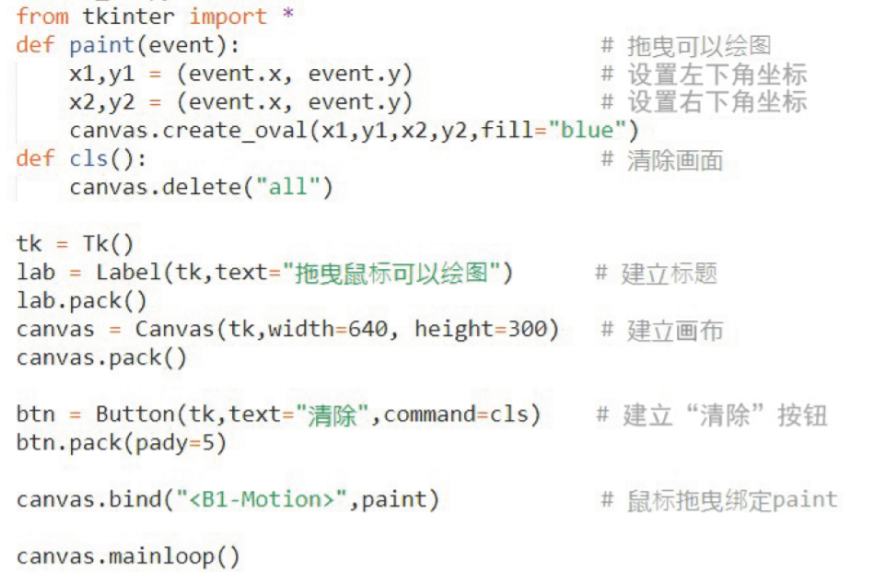 from tkinter import *
def paint(event):                           # 拖曳可以绘图
    x1,y1 = (event.x, event.y)              # 设置左下角坐标
    x2,y2 = (event.x, event.y)              # 设置右下角坐标
    canvas.create_oval(x1,y1,x2,y2,fill="blue")
def cls():                                  # 清除画面
    canvas.delete("all")

tk = Tk()
lab = Label(tk,text="拖曳鼠标可以绘图")      # 建立标题
lab.pack()
canvas = Canvas(tk,width=640, height=300)   # 建立画布
canvas.pack()

btn = Button(tk,text="清除",command=cls)    # 建立“清除”按钮
btn.pack(pady=5)

canvas.bind("<B1-Motion>",paint)            # 鼠标拖曳绑定paint

canvas.mainloop()